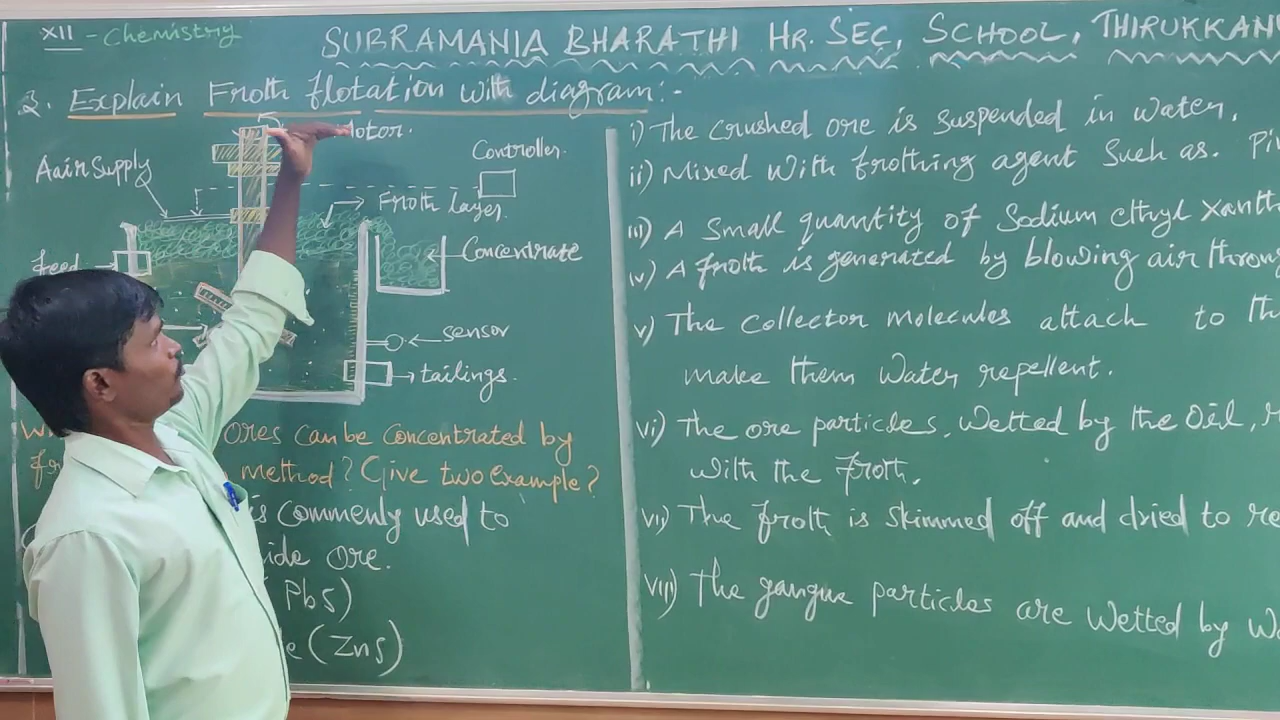 XII - Chemistry
SUBRAMANIA BHARATHI HR. SEC. SCHOOL, THIRUKKAN
2. Explain Froth flotation with diagram:-
Motor.
Aair Supply
Controller.
Froth layer.
feed
Concentrate
sensor
tailings.
ores can be concentrated by
method? Give two Example?
is commenly used to
ide ore.
PbS)
e (ZnS)
i) The crushed ore is suspended in water.
ii) Mixed with frothing agent such as. Pi
iii) A Small quantity of Sodium ethyl Xanth
iv) A froth is generated by blowing air throu
v) The collector molecules attach to th
make them water repellent.
vi) The ore particles, wetted by the oil,
with the froth.
vii) The froth is skimmed off and dried to re
viii) The gangue particles are wetted by w